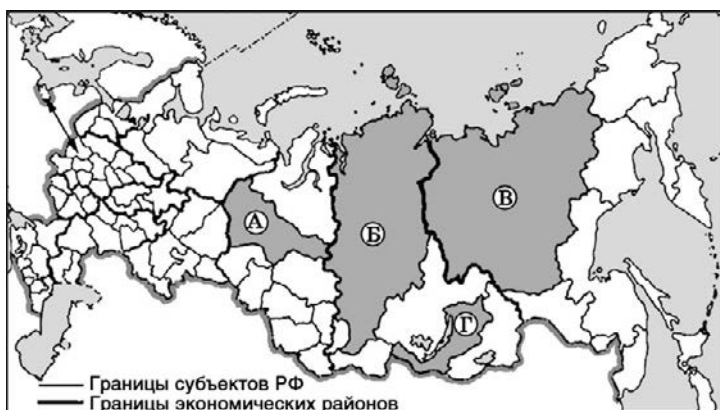 А
Б
В
Г
Границы субъектов РФ
Границы экономических районов